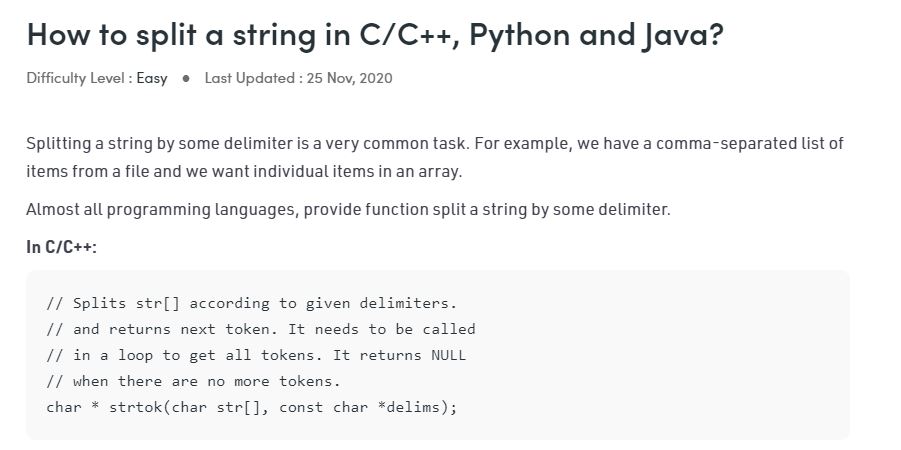 How to split a string in C/C++, Python and Java?
Difficulty Level : Easy ● Last Updated : 25 Nov, 2020
Splitting a string by some delimiter is a very common task. For example, we have a comma-separated list of
items from a file and we want individual items in an array.
Almost all programming languages, provide function split a string by some delimiter.
In C/C++:
// Splits str[] according to given delimiters.
// and returns next token. It needs to be called
// in a loop to get all tokens. It returns NULL
// when there are no more tokens.
char * strtok(char str[], const char *delims);